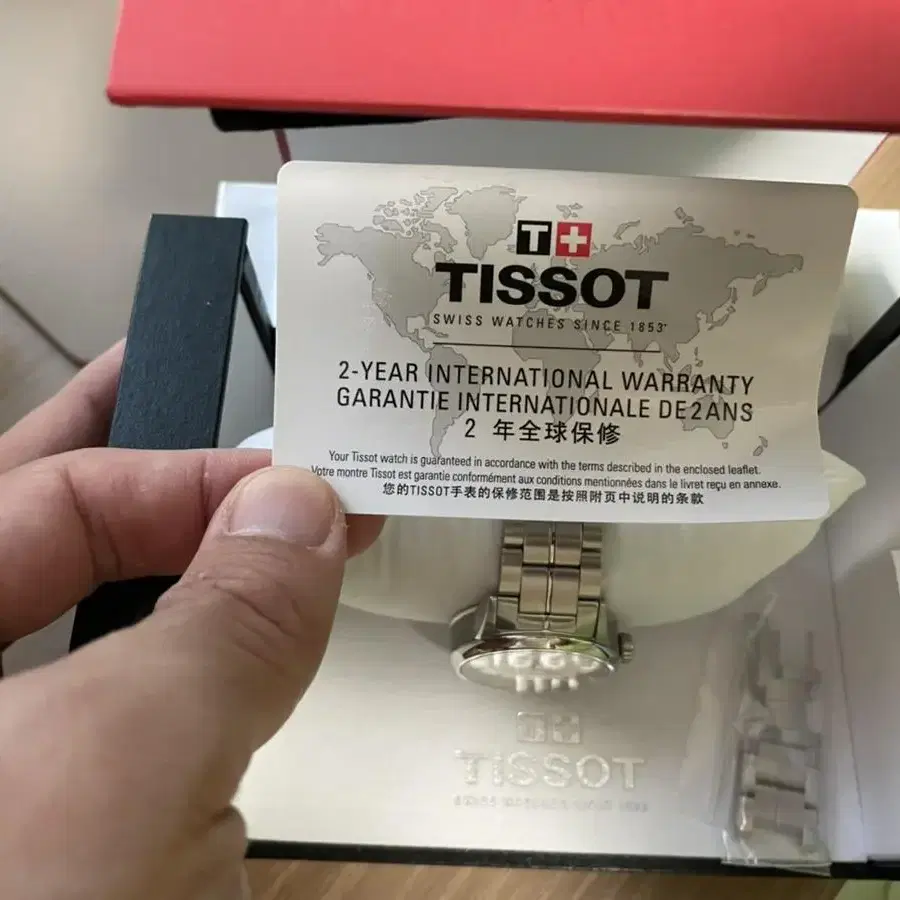 T+
TISSOT
SWISS WATCHES SINCE 1853
2-YEAR INTERNATIONAL WARRANTY
GARANTIE INTERNATIONALE DE 2 ANS
2 年全球保修
Your Tissot watch is guaranteed in accordance with the terms described in the enclosed leaflet.
Votre montre Tissot est garantie conformément aux conditions mentionnées dans le livret reçu en annexe.
您的TISSOT手表的保修范围是按照附页中说明的条款
T+
TISSOT